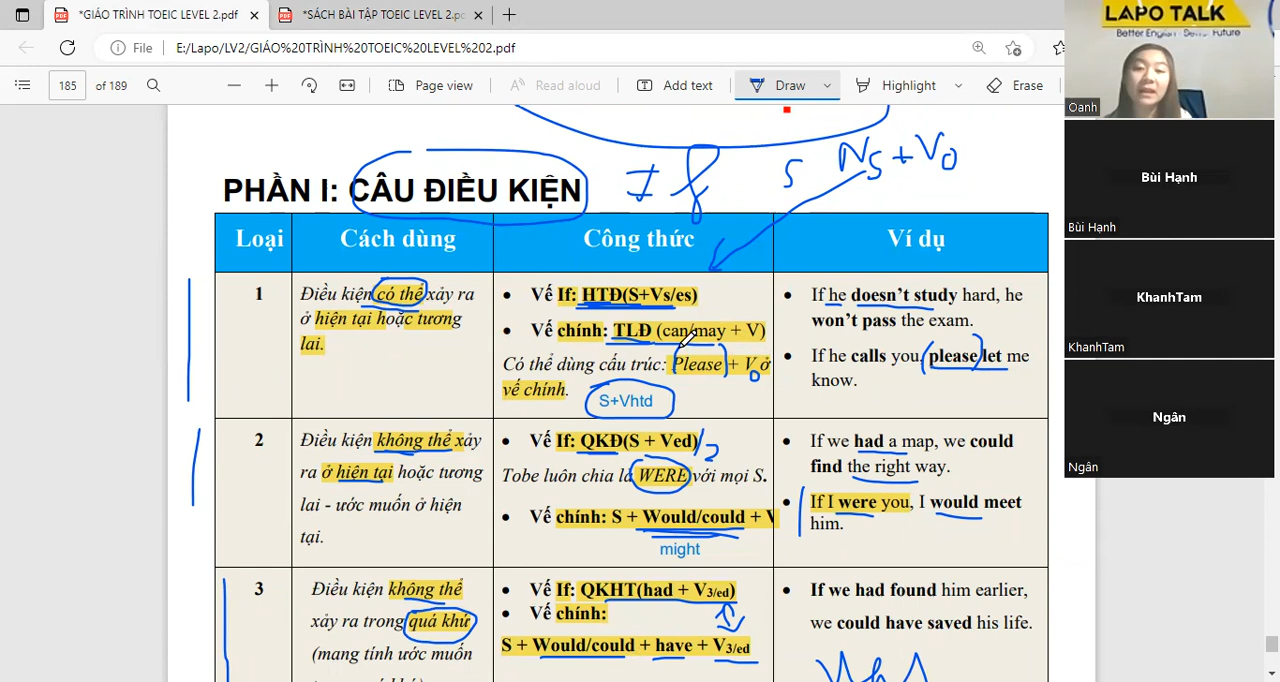 *GIÁO TRÌNH TOEIC LEVEL 2.pdf
*SÁCH BÀI TẬP TOEIC LEVEL 2.pc
File
E:/Lapo/LV2/GIÁO%20TRÌNH%20TOEIC%20LEVEL%202.pdf
185 of 189
Page view
Read aloud
Add text
Draw
Highlight
Erase
LAPO TALK
Oanh
Bùi Hạnh
Bùi Hạnh
KhanhTam
KhanhTam
Ngân
Ngân
PHẦN I: CÂU ĐIỀU KIỆN
If S Ns + V0
Loại
Cách dùng
Công thức
Ví dụ
1
Điều kiện có thể xảy ra
ở hiện tại hoặc tương
lai.
• Vế If: HTĐ(S+Vs/es)
• Vế chính: TLĐ (can/may + V)
Có thể dùng cấu trúc: Please + V0 ở
vế chính.
S+Vhtd
• If he doesn't study hard, he
won't pass the exam.
• If he calls you, please let me
know.
2
Điều kiện không thể xảy
ra ở hiện tại hoặc tương
lai - ước muốn ở hiện
tại.
• Vế If: QKĐ(S + Ved)/2
Tobe luôn chia là WERE với mọi S.
• Vế chính: S + Would/could + V
might
• If we had a map, we could
find the right way.
• If I were you, I would meet
him.
3
Điều kiện không thể
xảy ra trong quá khứ
(mang tính ước muốn
• Vế If: QKHT(had + V3/ed)
• Vế chính:
S + Would/could + have + V3/ed
• If we had found him earlier,
we could have saved his life.